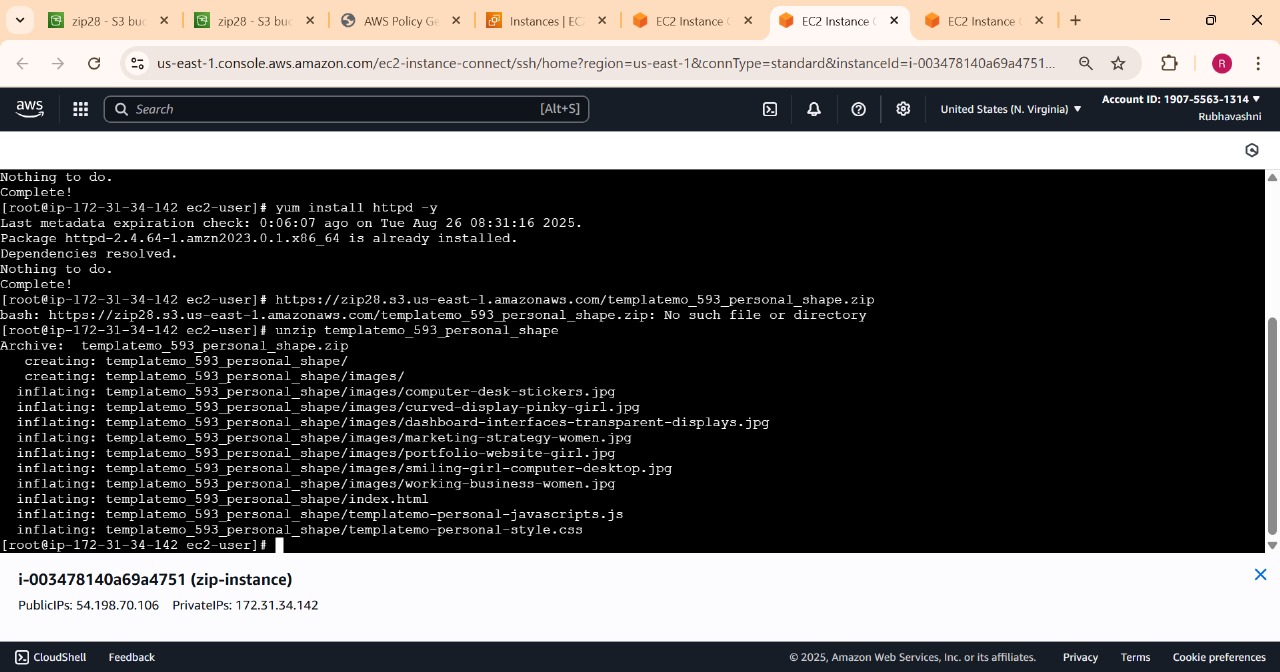 zip28 - S3 buc
zip28 - S3 buc
AWS Policy Ge
Instances | EC
EC2 Instance
EC2 Instance
EC2 Instance
us-east-1.console.aws.amazon.com/ec2-instance-connect/ssh/home?region=us-east-1&connType=standard&instanceId=i-003478140a69a4751...
R
aws
Search
[Alt+S]
United States (N. Virginia)
Account ID: 1907-5563-1314
Rubhavashni
Nothing to do.
Complete!
[root@ip-172-31-34-142 ec2-user]# yum install httpd -y
Last metadata expiration check: 0:06:07 ago on Tue Aug 26 08:31:16 2025.
Package httpd-2.4.64-1.amzn2023.0.1.x86_64 is already installed.
Dependencies resolved.
Nothing to do.
Complete!
[root@ip-172-31-34-142 ec2-user]# https://zip28.s3.us-east-1.amazonaws.com/templatemo_593_personal_shape.zip
bash: https://zip28.s3.us-east-1.amazonaws.com/templatemo_593_personal_shape.zip: No such file or directory
[root@ip-172-31-34-142 ec2-user]# unzip templatemo_593_personal_shape
Archive:  templatemo_593_personal_shape.zip
   creating: templatemo_593_personal_shape/
   creating: templatemo_593_personal_shape/images/
  inflating: templatemo_593_personal_shape/images/computer-desk-stickers.jpg
  inflating: templatemo_593_personal_shape/images/curved-display-pinky-girl.jpg
  inflating: templatemo_593_personal_shape/images/dashboard-interfaces-transparent-displays.jpg
  inflating: templatemo_593_personal_shape/images/marketing-strategy-women.jpg
  inflating: templatemo_593_personal_shape/images/portfolio-website-girl.jpg
  inflating: templatemo_593_personal_shape/images/smiling-girl-computer-desktop.jpg
  inflating: templatemo_593_personal_shape/images/working-business-women.jpg
  inflating: templatemo_593_personal_shape/index.html
  inflating: templatemo_593_personal_shape/templatemo-personal-javascripts.js
  inflating: templatemo_593_personal_shape/templatemo-personal-style.css
[root@ip-172-31-34-142 ec2-user]#
i-003478140a69a4751 (zip-instance)
PublicIPs: 54.198.70.106 PrivateIPs: 172.31.34.142
CloudShell
Feedback
© 2025, Amazon Web Services, Inc. or its affiliates.
Privacy
Terms
Cookie preferences